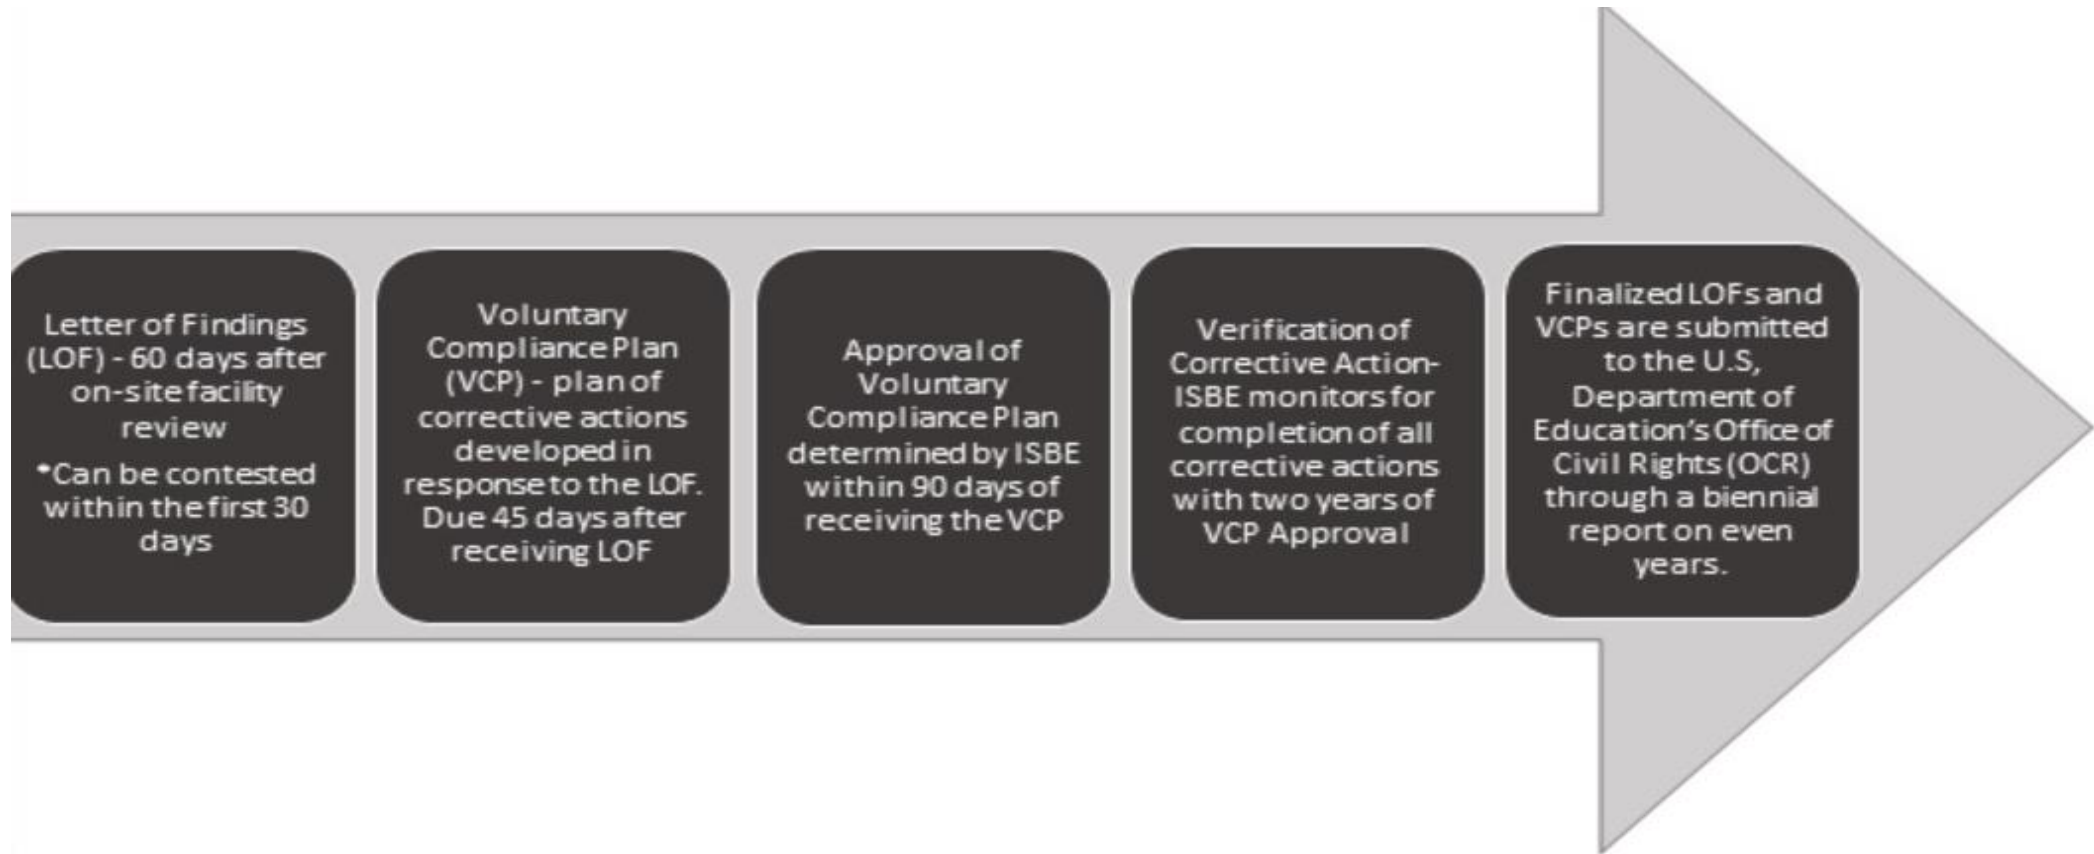 Letter of Findings
(LOF) - 60 days after
on-site facility
review
*Can be contested
within the first 30
days
Voluntary
Compliance Plan
(VCP) - plan of
corrective actions
developed in
response to the LOF.
Due 45 days after
receiving LOF
Approval of
Voluntary
Compliance Plan
determined by ISBE
within 90 days of
receiving the VCP
Verification of
Corrective Action-
ISBE monitors for
completion of all
corrective actions
with two years of
VCP Approval
Finalized LOFs and
VCPs are submitted
to the U.S,
Department of
Education's Office of
Civil Rights (OCR)
through a biennial
report on even
years.